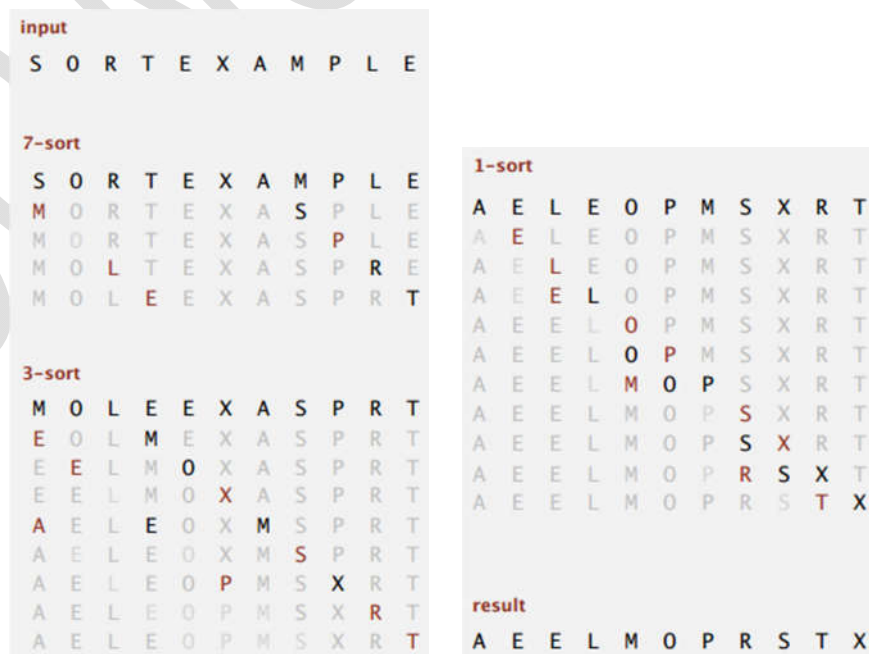 input
S O R T E X A M P L E
7-sort
S O R T E X A M P L E
M O R T E X A S P L E
M O R T E X A S P L E
M O L T E X A S P R E
M O L E E X A S P R T
3-sort
M O L E E X A S P R T
E O L M E X A S P R T
E E L M O X A S P R T
E E L M O X A S P R T
A E L E O X M S P R T
A E L E O X M S P R T
A E L E O P M S X R T
A E L E O P M S X R T
A E L E O P M S X R T
1-sort
A E L E O P M S X R T
A E L E O P M S X R T
A E L E O P M S X R T
A E E L O P M S X R T
A E E L O P M S X R T
A E E L O P M S X R T
A E E L M O P S X R T
A E E L M O P S X R T
A E E L M O P S X R T
A E E L M O P R S X T
A E E L M O P R S T X
result
A E E L M O P R S T X